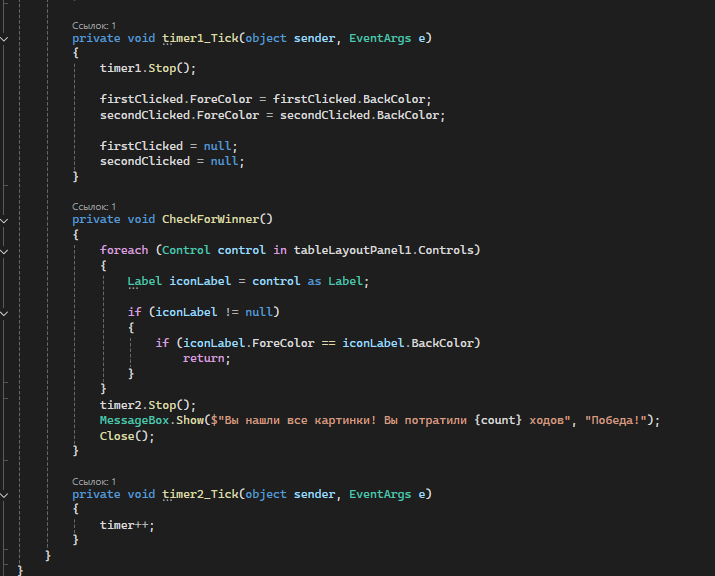 Ссылок: 1
private void timer1_Tick(object sender, EventArgs e)
{
timer1.Stop();
firstClicked.ForeColor = firstClicked.BackColor;
secondClicked.ForeColor = secondClicked.BackColor;
firstClicked = null;
secondClicked = null;
}
Ссылок: 1
private void CheckForWinner()
{
foreach (Control control in tableLayoutPanel1.Controls)
{
Label iconLabel = control as Label;
if (iconLabel != null)
{
if (iconLabel.ForeColor == iconLabel.BackColor)
return;
}
}
timer2.Stop();
MessageBox.Show($"Вы нашли все картинки! Вы потратили {count} ходов", "Победа!");
Close();
}
Ссылок: 1
private void timer2_Tick(object sender, EventArgs e)
{
timer++;
}
}
}